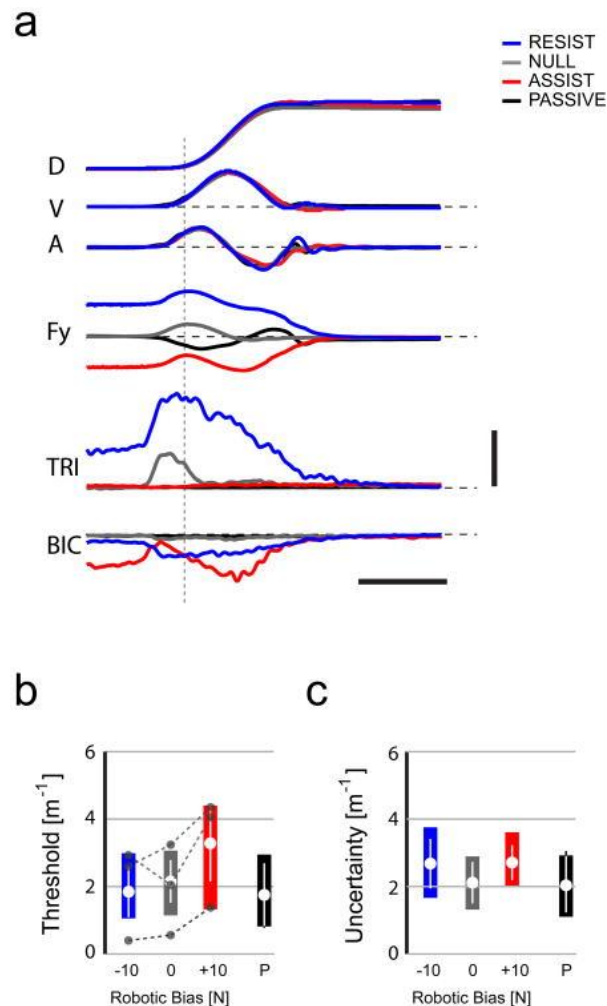 a
RESIST
NULL
ASSIST
PASSIVE
D
V
A
Fy
TRI
BIC
b
c
6
4
2
0
Threshold [m⁻¹]
-10 0 +10 P
Robotic Bias [N]
6
4
2
0
Uncertainty [m⁻¹]
-10 0 +10 P
Robotic Bias [N]